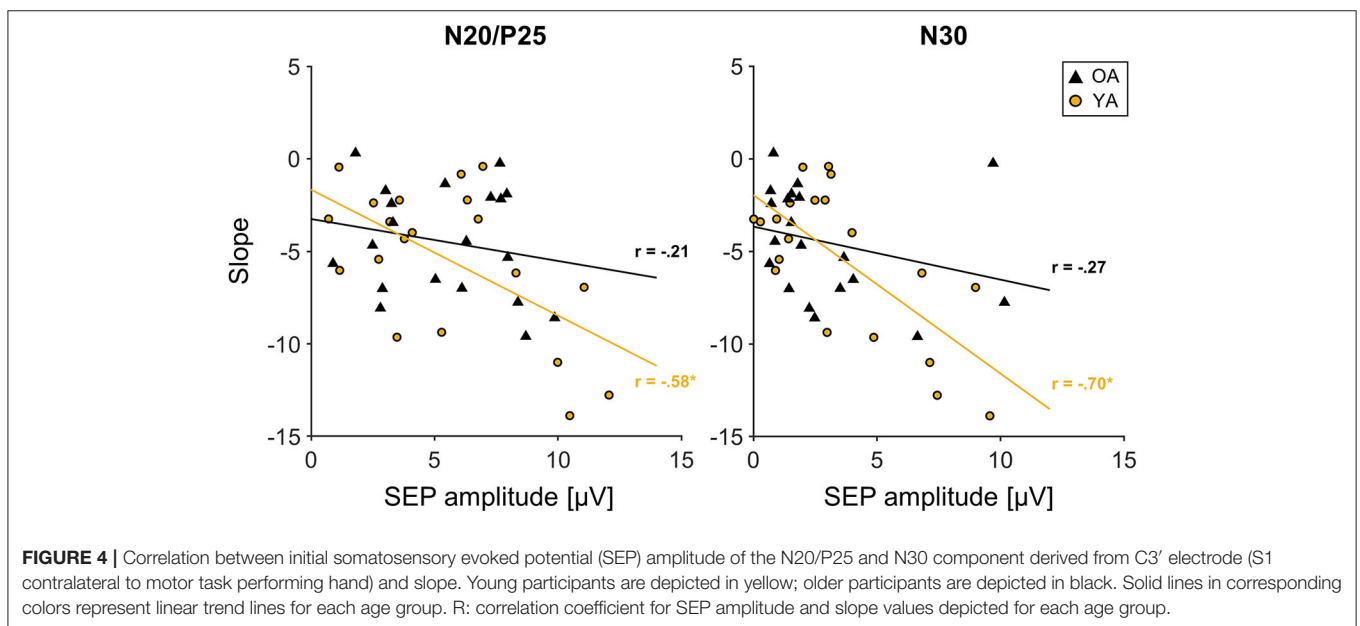 N20/P25
N30
5
0
-5
-10
-15
Slope
0
5
10
15
SEP amplitude [µV]
r = -.21
r = -.58*
5
0
-5
-10
-15
0
5
10
15
SEP amplitude [µV]
OA
YA
r = -.27
r = -.70*
FIGURE 4 | Correlation between initial somatosensory evoked potential (SEP) amplitude of the N20/P25 and N30 component derived from C3′ electrode (S1
contralateral to motor task performing hand) and slope. Young participants are depicted in yellow; older participants are depicted in black. Solid lines in corresponding
colors represent linear trend lines for each age group. R: correlation coefficient for SEP amplitude and slope values depicted for each age group.